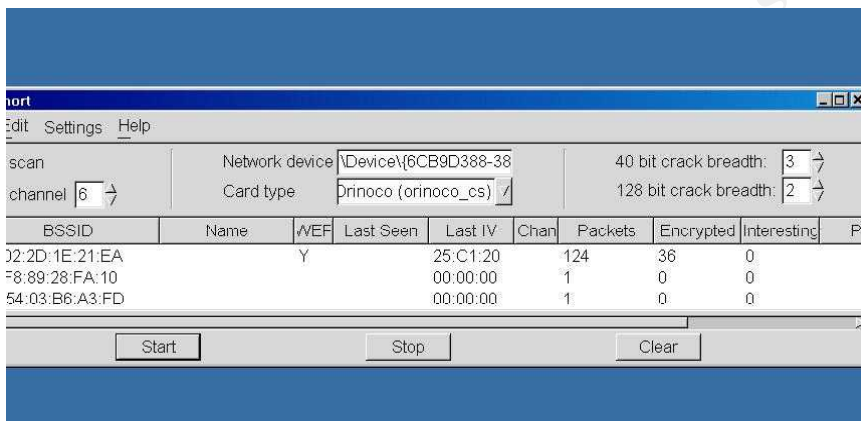 nort
Edit Settings Help
scan
Network device \Device\{6CB9D388-38
40 bit crack breadth: 3
channel 6
Card type Orinoco (orinoco_cs)
128 bit crack breadth: 2
BSSID Name WEF Last Seen Last IV Chan Packets Encrypted Interesting P
02:2D:1E:21:EA Y 25:C1:20 124 36 0
F8:89:28:FA:10 00:00:00 1 0 0
54:03:B6:A3:FD 00:00:00 1 0 0
Start Stop Clear